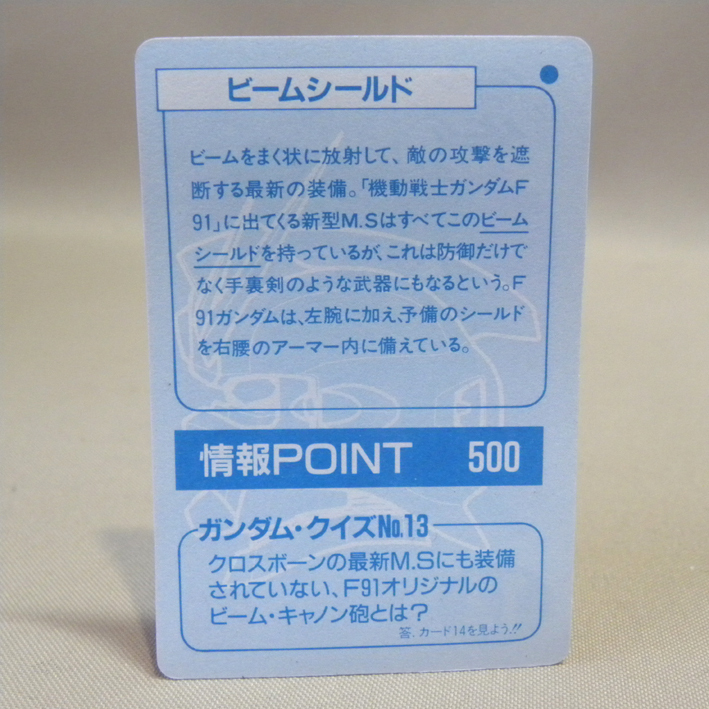 ビームシールド
ビームをまく状に放射して、敵の攻撃を遮
断する最新の装備。「機動戦士ガンダムF
91」に出てくる新型M.Sはすべてこのビーム
シールドを持っているが、これは防御だけで
なく手裏剣のような武器にもなるという。F
91ガンダムは、左腕に加え、予備のシールド
を右腰のアーマー内に備えている。
情報POINT 500
ガンダム・クイズNo.13
クロスボーンの最新M.Sにも装備
されていない、F91オリジナルの
ビーム・キャノン砲とは?
答.カード14を見よう!!